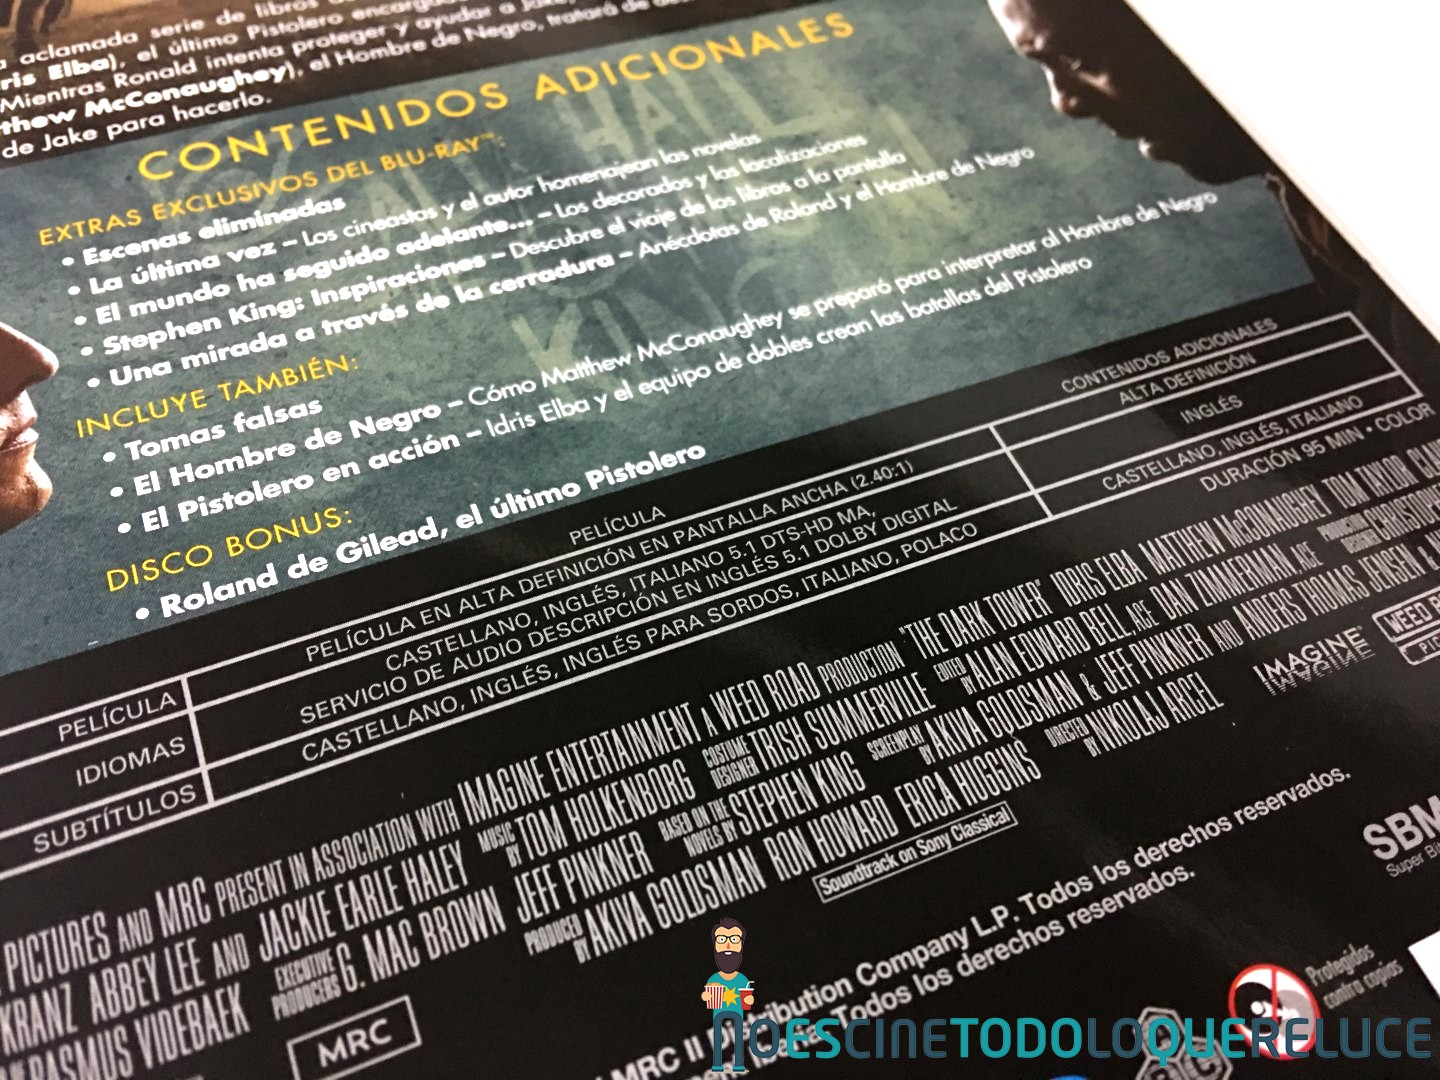 aclamada serie de libros
ris Elba), el último Pistolero
Mientras Ronald intenta proteger y ayudar a Jake,
thew McConaughey), el Hombre de Negro, tratará de
de Jake para hacerlo.
CONTENIDOS ADICIONALES
EXTRAS EXCLUSIVOS DEL BLU-RAY™:
• Escenas eliminadas
• La última vez – Los cineastas y el autor homenajean las novelas
• El mundo ha seguido adelante... – Los decorados y las localizaciones
• Stephen King: Inspiraciones – Descubre el viaje de los libros a la pantalla
• Una mirada a través de la cerradura – Anécdotas de Roland y el Hombre de Negro
INCLUYE TAMBIÉN:
• Tomas falsas
• El Hombre de Negro – Cómo Matthew McConaughey se preparó para interpretar al Hombre de Negro
• El Pistolero en acción – Idris Elba y el equipo de dobles crean las batallas del Pistolero
DISCO BONUS:
• Roland de Gilead, el último Pistolero
PELÍCULA CONTENIDOS ADICIONALES
PELÍCULA PELÍCULA EN ALTA DEFINICIÓN EN PANTALLA ANCHA (2.40:1) ALTA DEFINICIÓN
IDIOMAS CASTELLANO, INGLÉS, ITALIANO 5.1 DTS-HD MA, INGLÉS
SERVICIO DE AUDIO DESCRIPCIÓN EN INGLÉS 5.1 DOLBY DIGITAL
SUBTÍTULOS CASTELLANO, INGLÉS, INGLÉS PARA SORDOS, ITALIANO, POLACO CASTELLANO, INGLÉS, ITALIANO
DURACIÓN 95 MIN • COLOR
PICTURES AND MRC PRESENT IN ASSOCIATION WITH IMAGINE ENTERTAINMENT A WEED ROAD PRODUCTION "THE DARK TOWER" IDRIS ELBA MATTHEW McCONAUGHEY TOM TAYLOR
KRANZ ABBEY LEE AND JACKIE EARLE HALEY MUSIC BY TOM HOLKENBORG COSTUME DESIGNER TRISH SUMMERVILLE EDITED BY ALAN EDWARD BELL, ACE DAN ZIMMERMAN, ACE PRODUCTION DESIGNER
RASMUS VIDEBAEK EXECUTIVE PRODUCERS G. MAC BROWN JEFF PINKNER BASED ON THE NOVELS BY STEPHEN KING SCREENPLAY BY AKIVA GOLDSMAN & JEFF PINKNER AND ANDERS THOMAS JENSEN &
PRODUCED BY AKIVA GOLDSMAN RON HOWARD ERICA HUGGINS DIRECTED BY NIKOLAJ ARCEL
MRC
Soundtrack on Sony Classical
IMAGINE
WEED
MRC II Distribution Company L.P. Todos los derechos reservados.
Todos los derechos reservados.
SBM
Super
Protegidos
contra copias
NOESCINETODOLOQUERELUCE